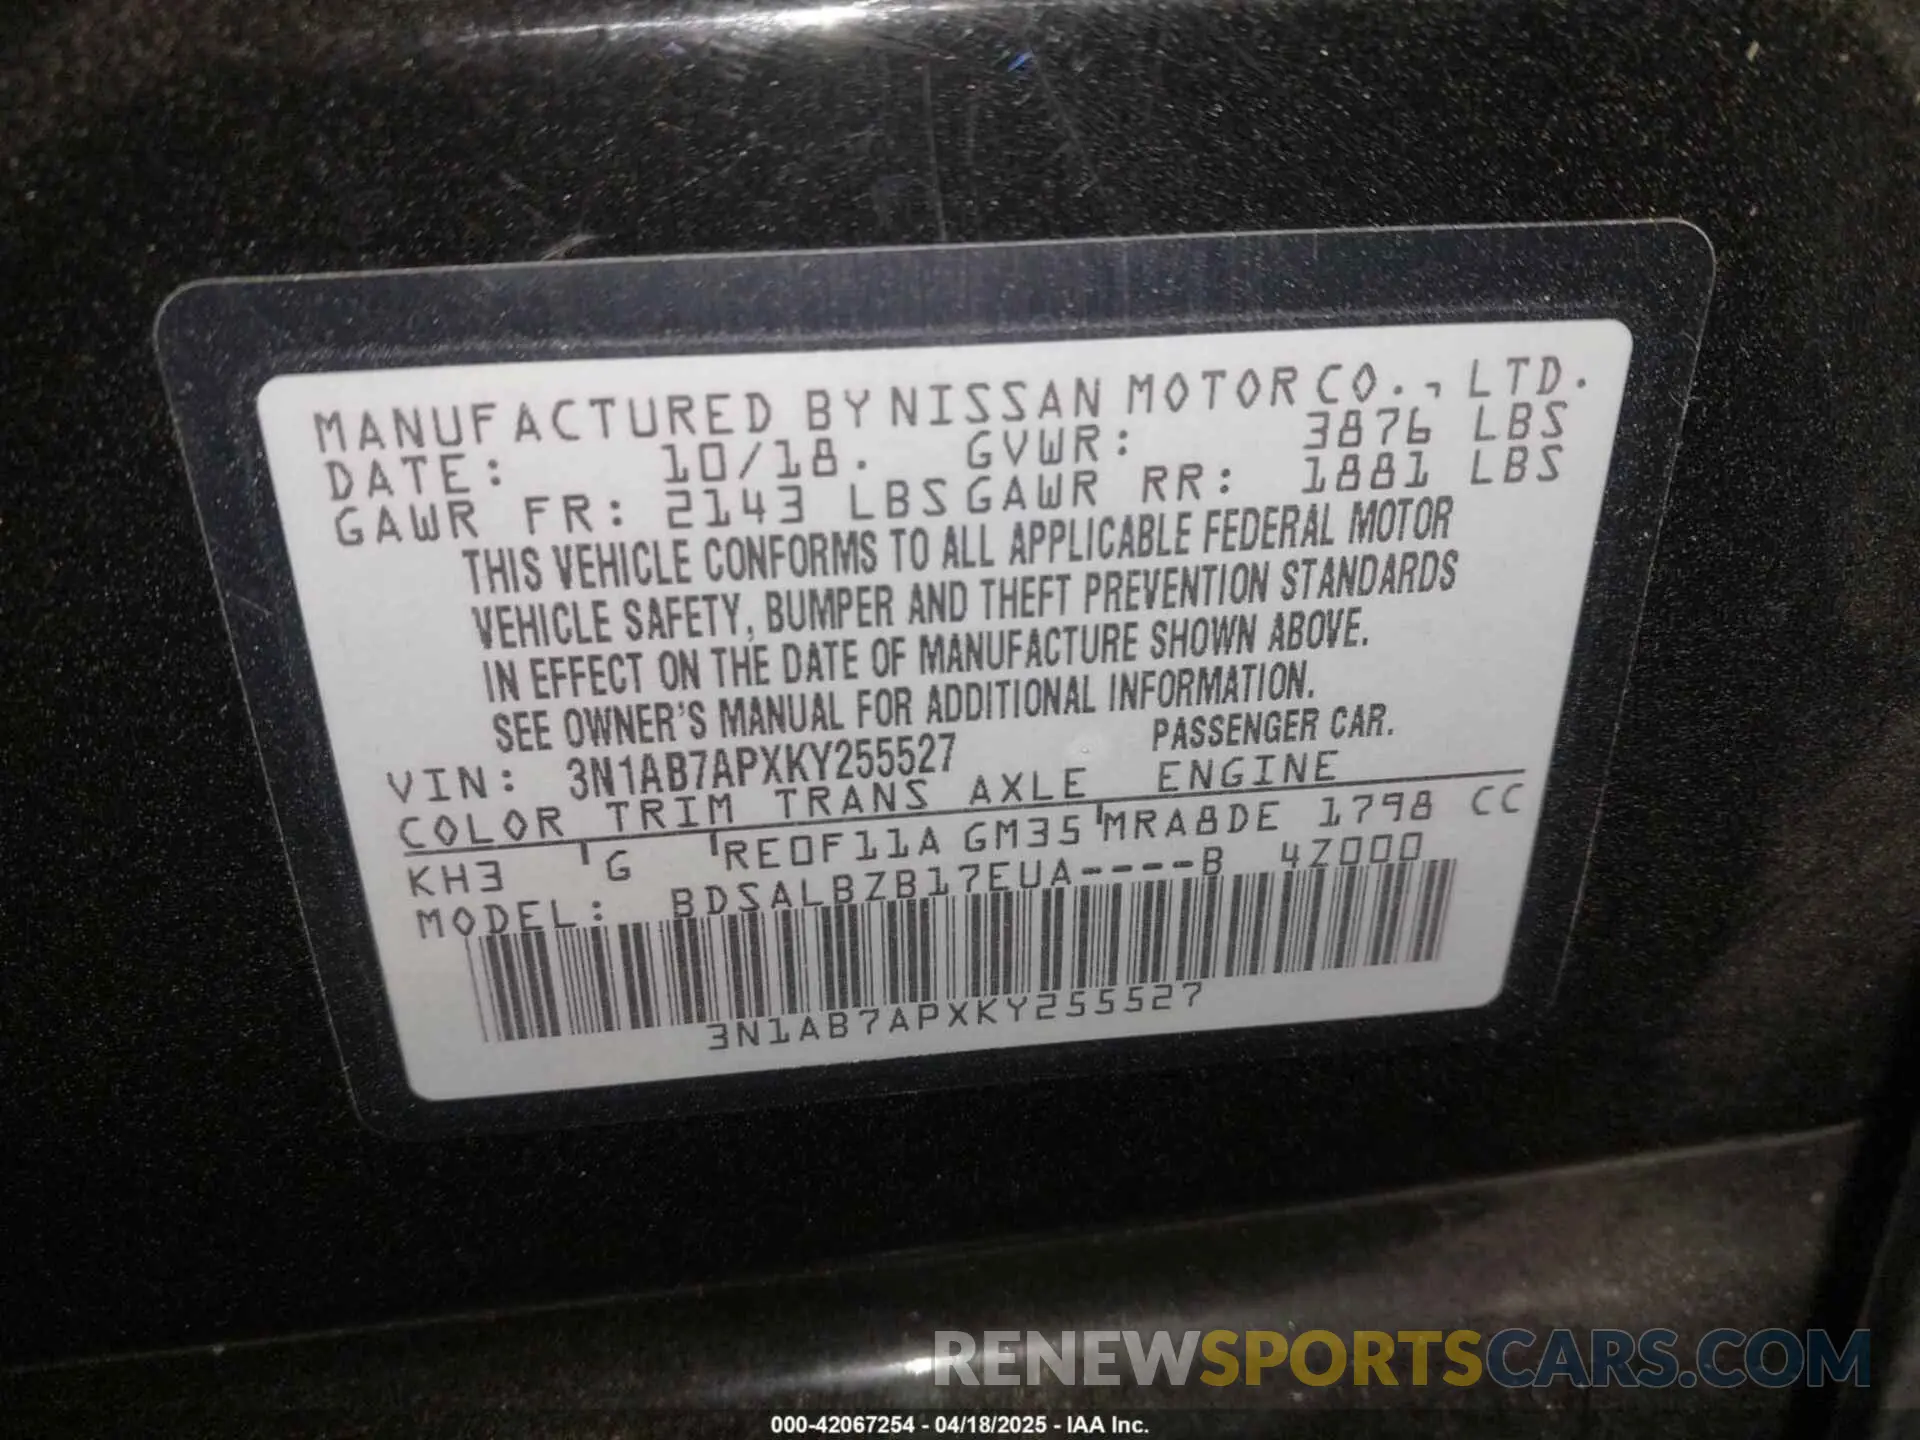 MANUFACTURED BY NISSAN MOTOR CO., LTD.
DATE: 10/18. GVWR: 3876 LBS
GAWR FR: 2143 LBS GAWR RR: 1881 LBS
THIS VEHICLE CONFORMS TO ALL APPLICABLE FEDERAL MOTOR
VEHICLE SAFETY, BUMPER AND THEFT PREVENTION STANDARDS
IN EFFECT ON THE DATE OF MANUFACTURE SHOWN ABOVE.
SEE OWNER'S MANUAL FOR ADDITIONAL INFORMATION.
VIN: 3N1AB7APXKY255527 PASSENGER CAR.
COLOR TRIM TRANS AXLE ENGINE
KH3 G RE0F11A GM35 MRA8DE 1798 CC
MODEL: BDSALBZB17EUA----B 4Z000
3N1AB7APXKY255527
RENEWSPORTSCARS.COM
000-42067254 - 04/18/2025 - IAA Inc.